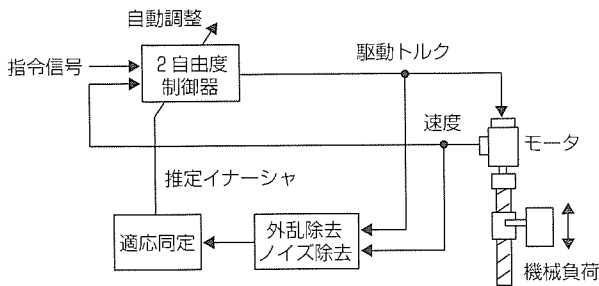 自動調整
指令信号
2自由度
制御器
駆動トルク
速度
モータ
推定イナーシャ
適応同定
外乱除去
ノイズ除去
機械負荷